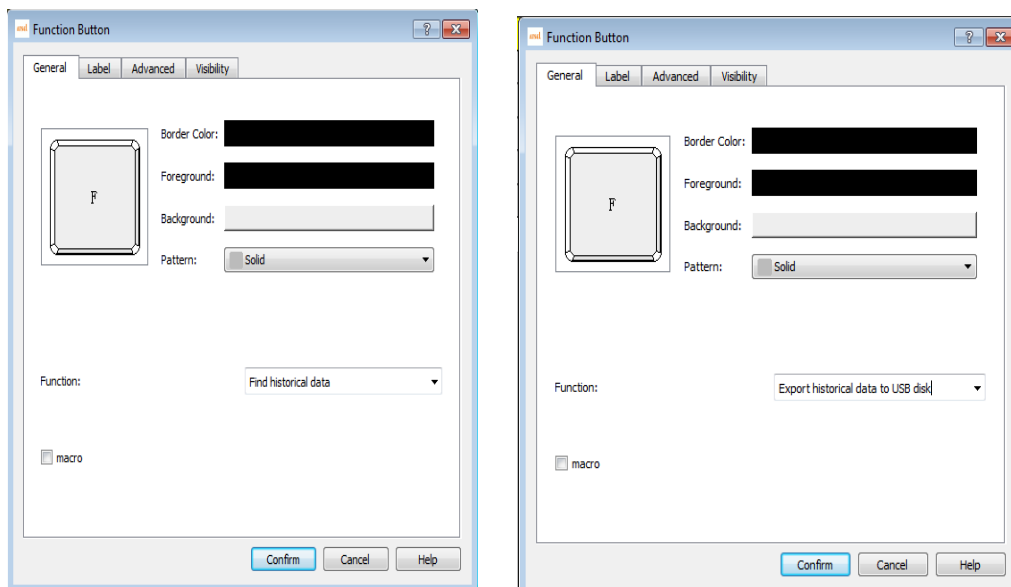 Function Button
General Label Advanced Visibility
Border Color:
Foreground:
F
Background:
Pattern: Solid
Function: Find historical data
macro
Confirm Cancel Help
Function Button
General Label Advanced Visibility
Border Color:
Foreground:
F
Background:
Pattern: Solid
Function: Export historical data to USB disk
macro
Confirm Cancel Help